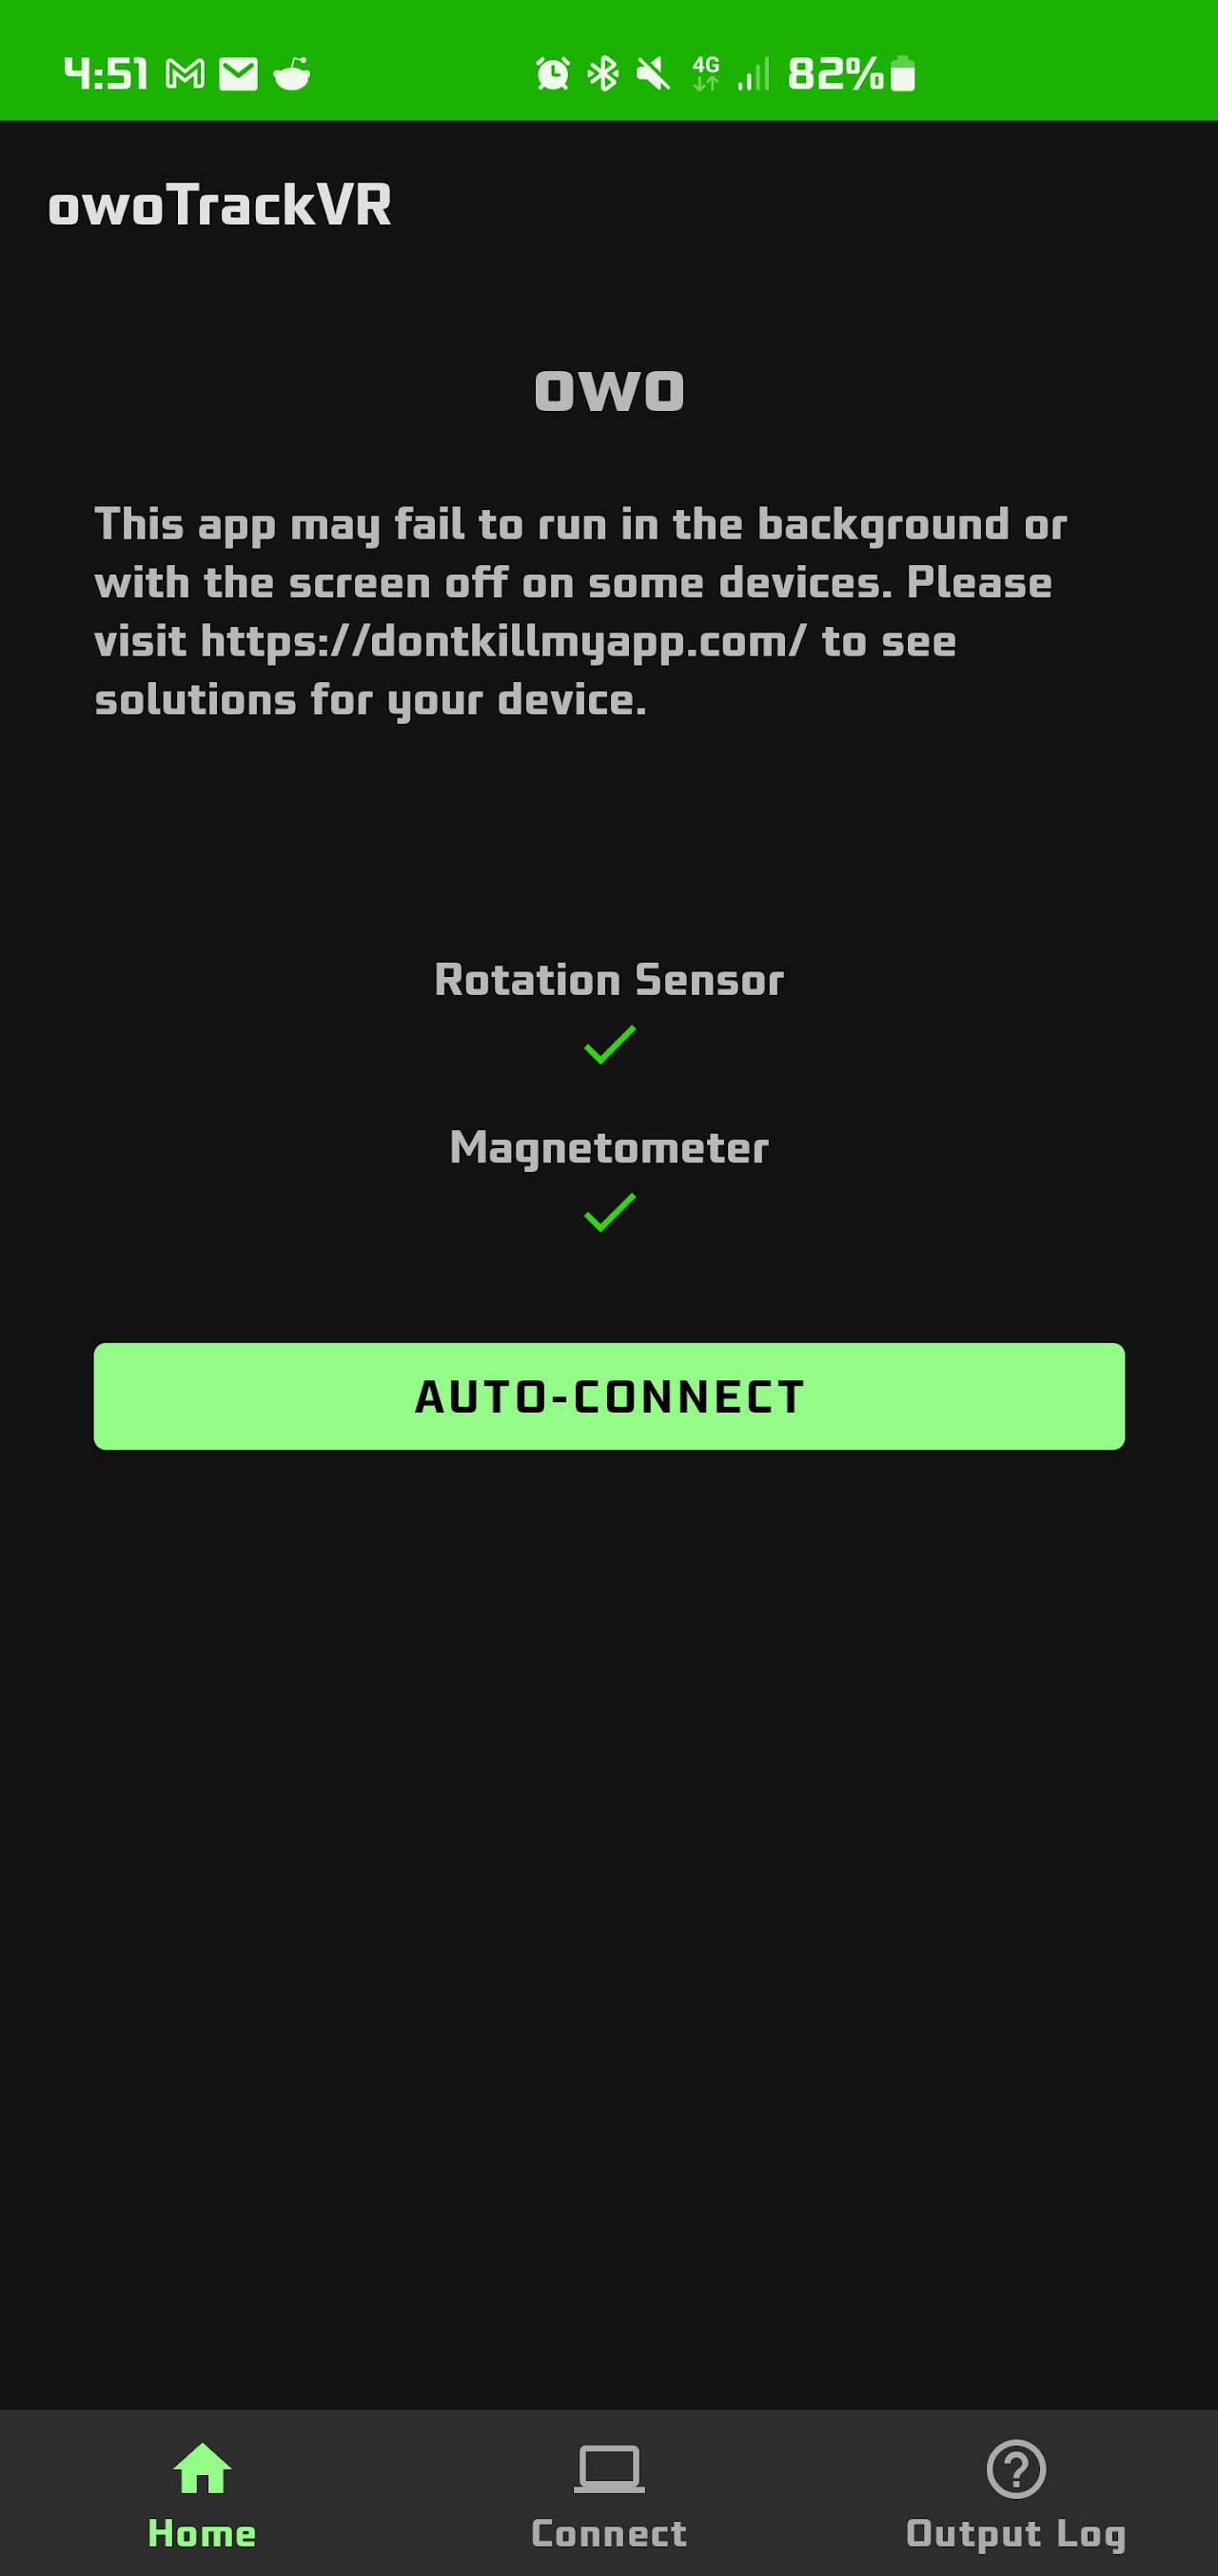 4:51
4G
82%
owoTrackVR
owo
This app may fail to run in the background or
with the screen off on some devices. Please
visit https://dontkillmyapp.com/ to see
solutions for your device.
Rotation Sensor
Magnetometer
AUTO-CONNECT
Home
Connect
Output Log